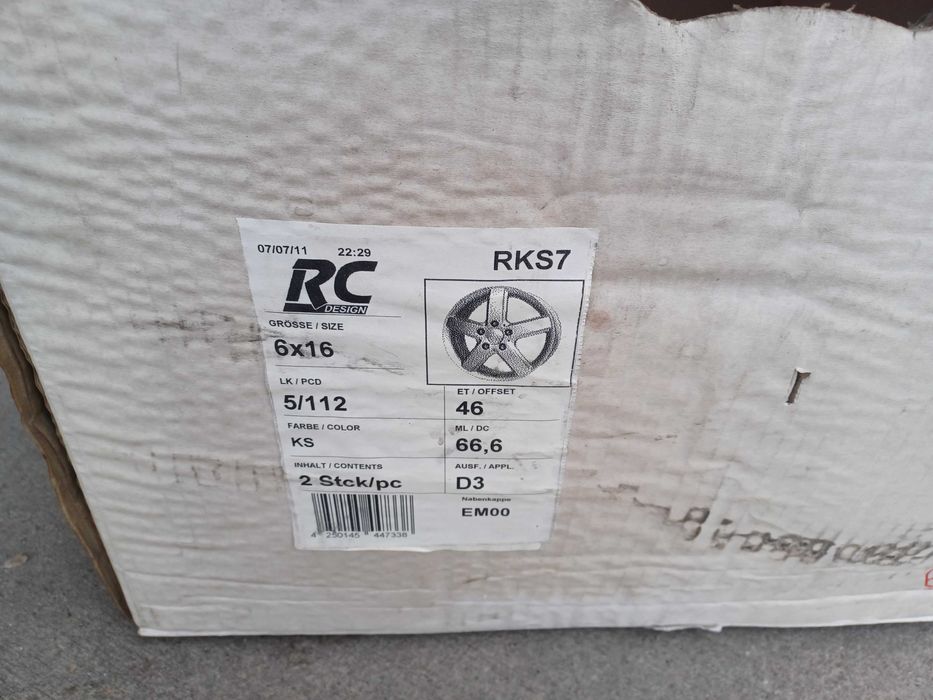 07/07/11 22:29
RC
DESIGN
RKS7
GRÖSSE / SIZE
6x16
LK / PCD
5/112
ET / OFFSET
46
FARBE / COLOR
KS
ML / DC
66,6
INHALT / CONTENTS
2 Stck/pc
AUSF. / APPL.
D3
Nabenkappe
EM00
4 250145 447338